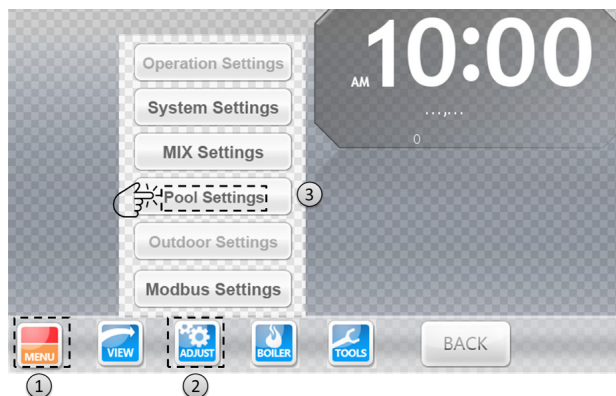 10:00
AM
...,...
0
Operation Settings
System Settings
MIX Settings
Pool Settings
3
Outdoor Settings
Modbus Settings
MENU
VIEW
ADJUST
BOILER
TOOLS
BACK
1
2